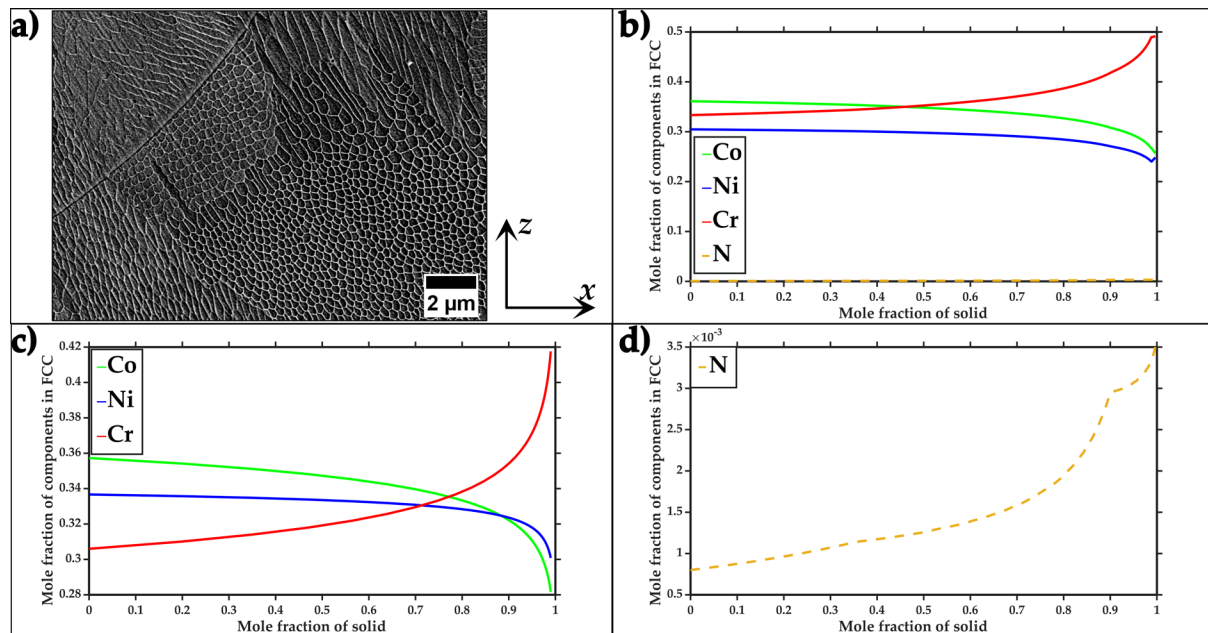 a)
z
x
2 μm
b)
Mole fraction of components in FCC
0.5
0.4
0.3
0.2
0.1
0
Co
Ni
Cr
N
0 0.1 0.2 0.3 0.4 0.5 0.6 0.7 0.8 0.9 1
Mole fraction of solid
c)
Mole fraction of components in FCC
0.42
0.4
0.38
0.36
0.34
0.32
0.3
0.28
Co
Ni
Cr
0 0.1 0.2 0.3 0.4 0.5 0.6 0.7 0.8 0.9 1
Mole fraction of solid
d)
×10⁻³
Mole fraction of components in FCC
3.5
3
2.5
2
1.5
1
0.5
N
0 0.1 0.2 0.3 0.4 0.5 0.6 0.7 0.8 0.9 1
Mole fraction of solid